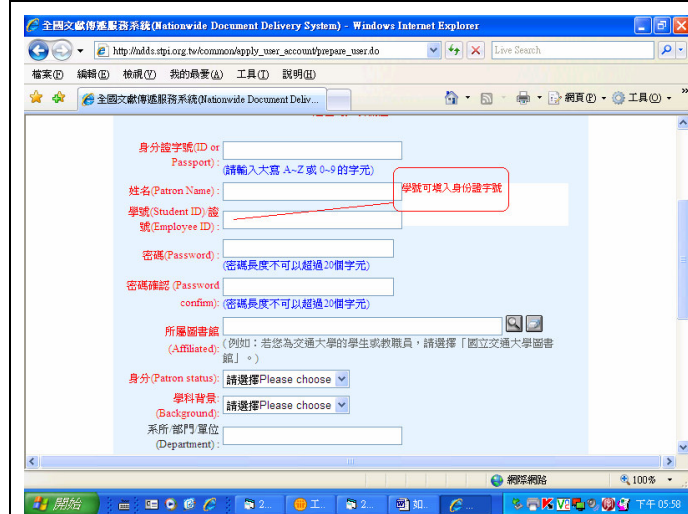 全國文獻傳遞服務系統(Nationwide Document Delivery System) - Windows Internet Explorer
http://ndds.stpi.org.tw/common/apply_user_account/prepare_user.do
Live Search
檔案(F) 編輯(E) 檢視(V) 我的最愛(A) 工具(T) 說明(H)
全國文獻傳遞服務系統(Nationwide Document Deliv...
網頁(P) 工具(O)
身分證字號(ID or
Passport) :
(請輸入大寫 A~Z 或 0~9 的字元)
姓名(Patron Name) :
學號可填入身份證字號
學號(Student ID)/證
號(Employee ID) :
密碼(Password) :
(密碼長度不可以超過20個字元)
密碼確認 (Password
confirm): (密碼長度不可以超過20個字元)
所屬圖書館
(Affiliated):
(例如：若您為交通大學的學生或教職員，請選擇「國立交通大學圖書
館」。)
身分(Patron status): 請選擇Please choose
學科背景:
(Background): 請選擇Please choose
系所/部門/單位
(Department) :
網際網路 100%
開始 2... 工... 2... 如... 下午 05:58